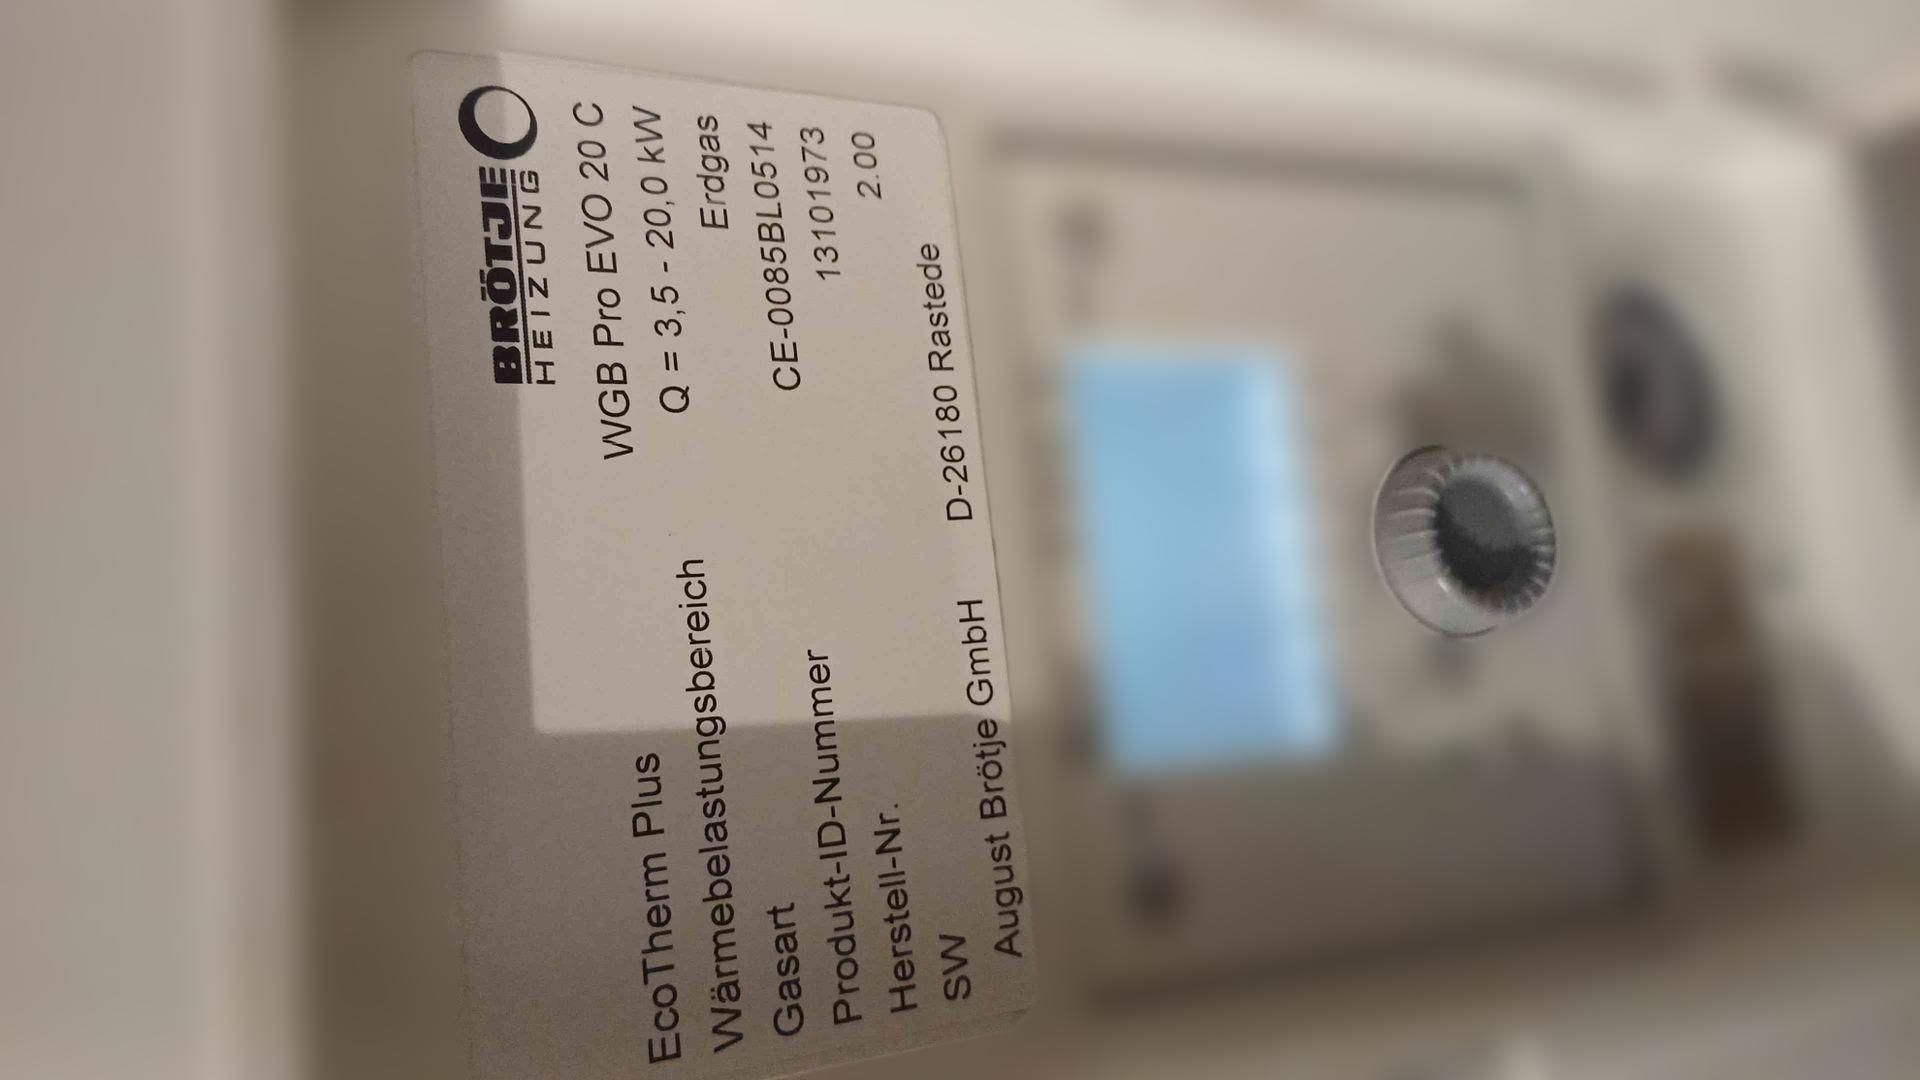 BRÖTJE
HEIZUNG
EcoTherm Plus WGB Pro EVO 20 C
Wärmebelastungsbereich Q = 3,5 - 20,0 kW
Gasart Erdgas
Produkt-ID-Nummer CE-0085BL0514
Herstell-Nr. 13101973
SW 2.00
August Brötje GmbH D-26180 Rastede